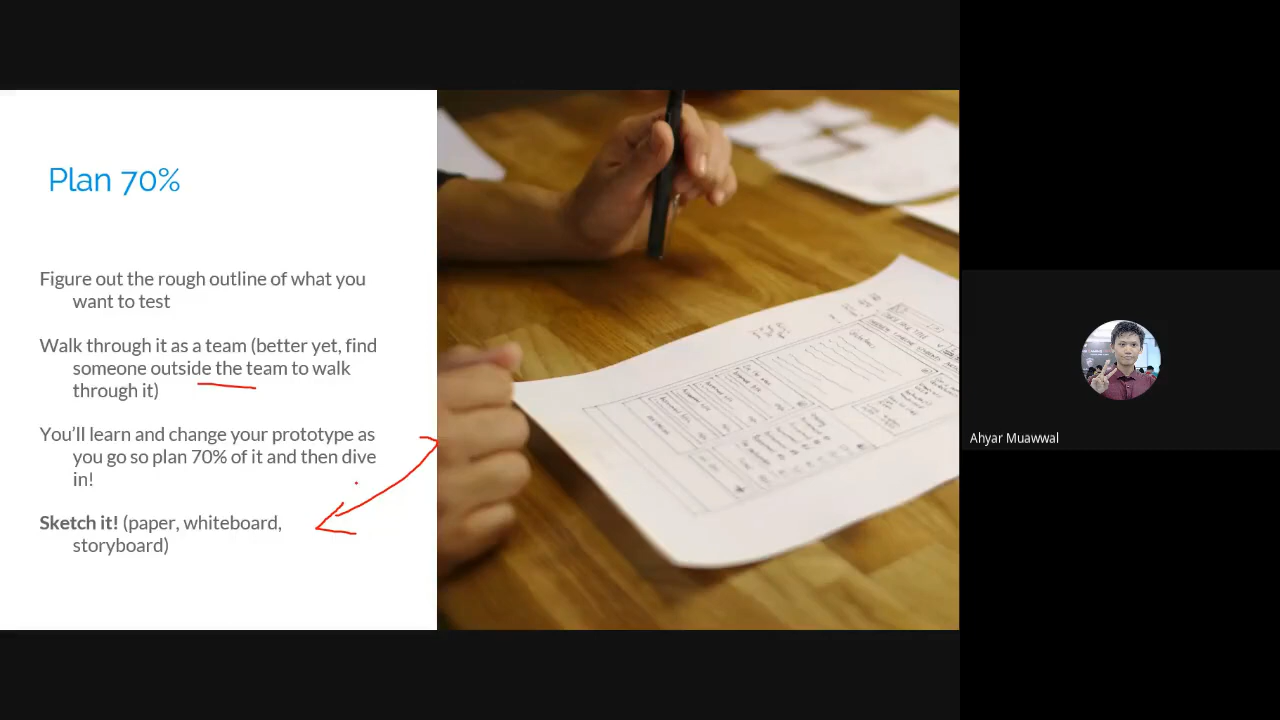 Plan 70%
Figure out the rough outline of what you
want to test
Walk through it as a team (better yet, find
someone outside the team to walk
through it)
You'll learn and change your prototype as
you go so plan 70% of it and then dive
in!
Sketch it! (paper, whiteboard,
storyboard)
Ahyar Muawwal